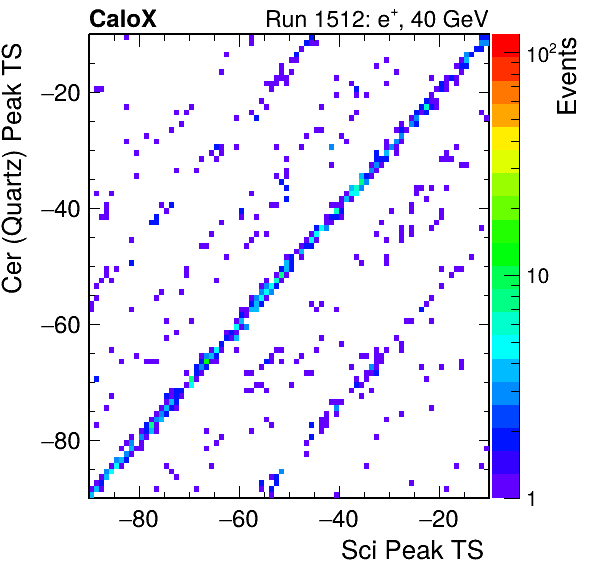 CaloX Run 1512: e⁺, 40 GeV
Cer (Quartz) Peak TS
−20
−40
−60
−80
−80 −60 −40 −20
Sci Peak TS
10²
10
1
Events